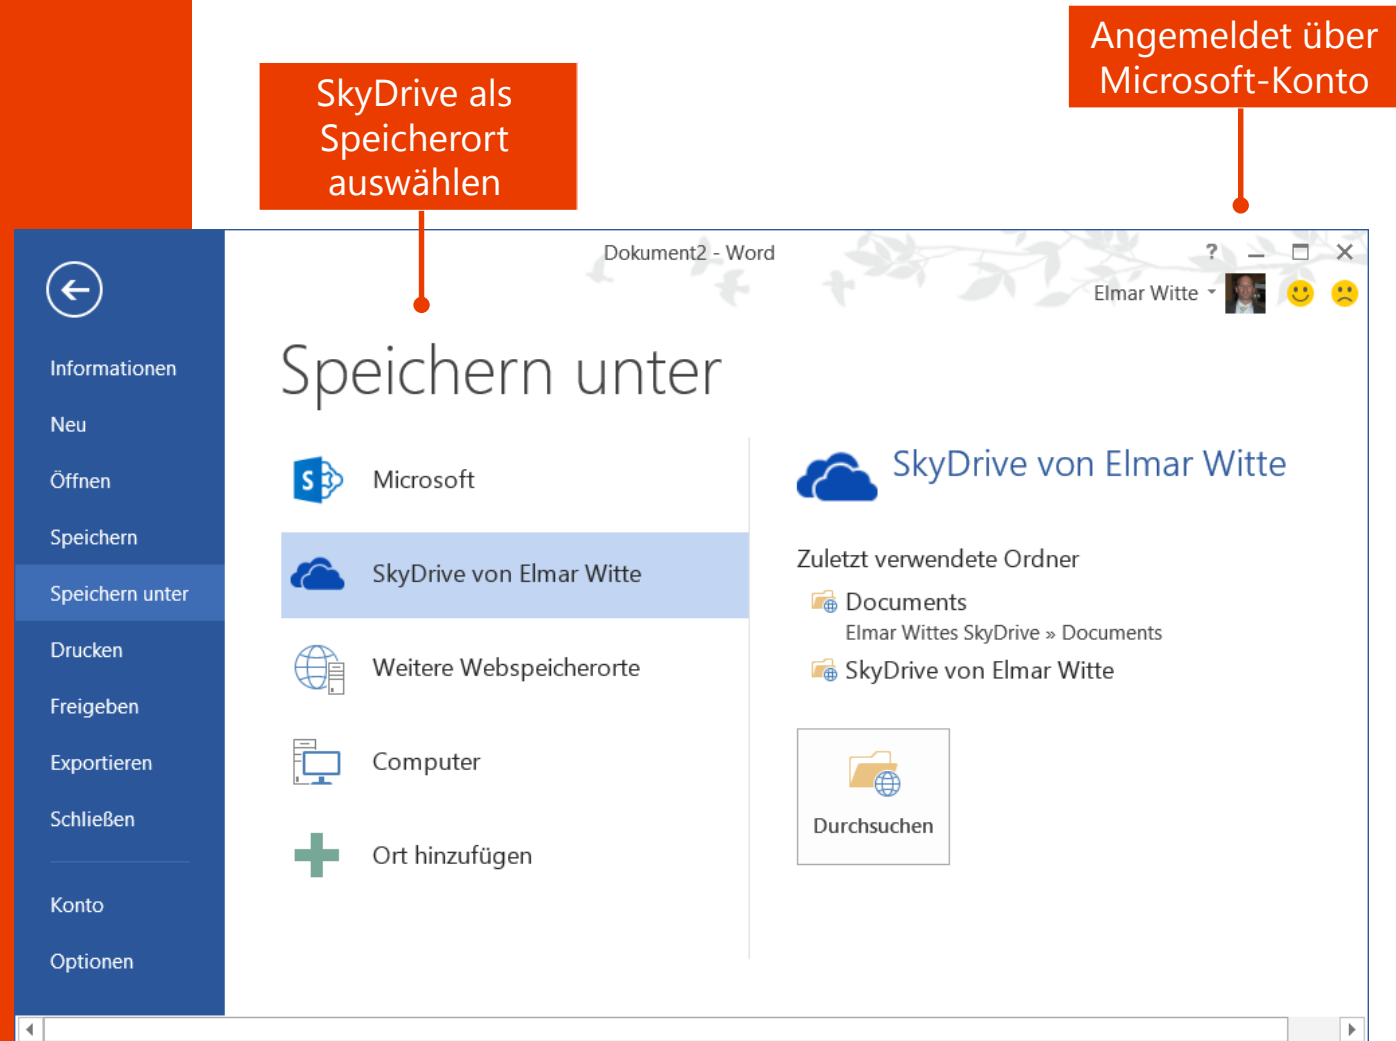 Angemeldet über
Microsoft-Konto
SkyDrive als
Speicherort
auswählen
Dokument2 - Word
?
Elmar Witte
Speichern unter
Informationen
Neu
Öffnen
Speichern
Speichern unter
Drucken
Freigeben
Exportieren
Schließen
Konto
Optionen
S
Microsoft
SkyDrive von Elmar Witte
Weitere Webspeicherorte
Computer
Ort hinzufügen
SkyDrive von Elmar Witte
Zuletzt verwendete Ordner
Documents
Elmar Wittes SkyDrive » Documents
SkyDrive von Elmar Witte
Durchsuchen